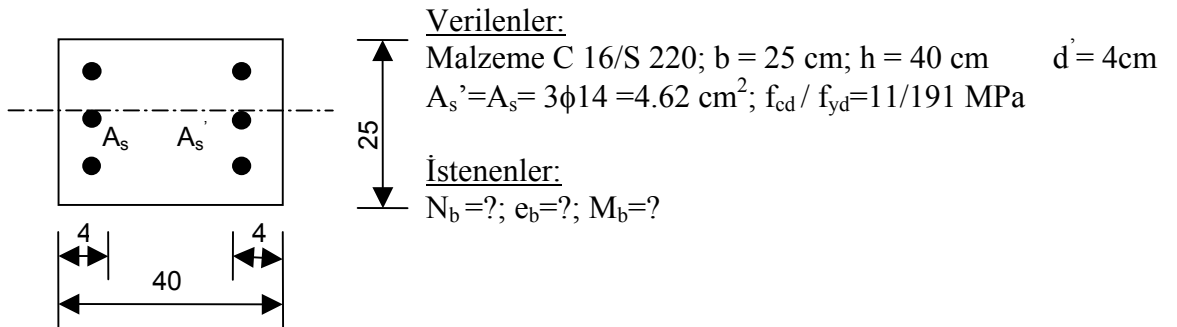 Verilenler:
Malzeme C 16/S 220; b = 25 cm; h = 40 cm d' = 4cm
As'=As= 3ϕ14 =4.62 cm²; fcd / fyd=11/191 MPa
As As'
25
İstenenler:
Nb =?; eb=?; Mb=?
4 4
40